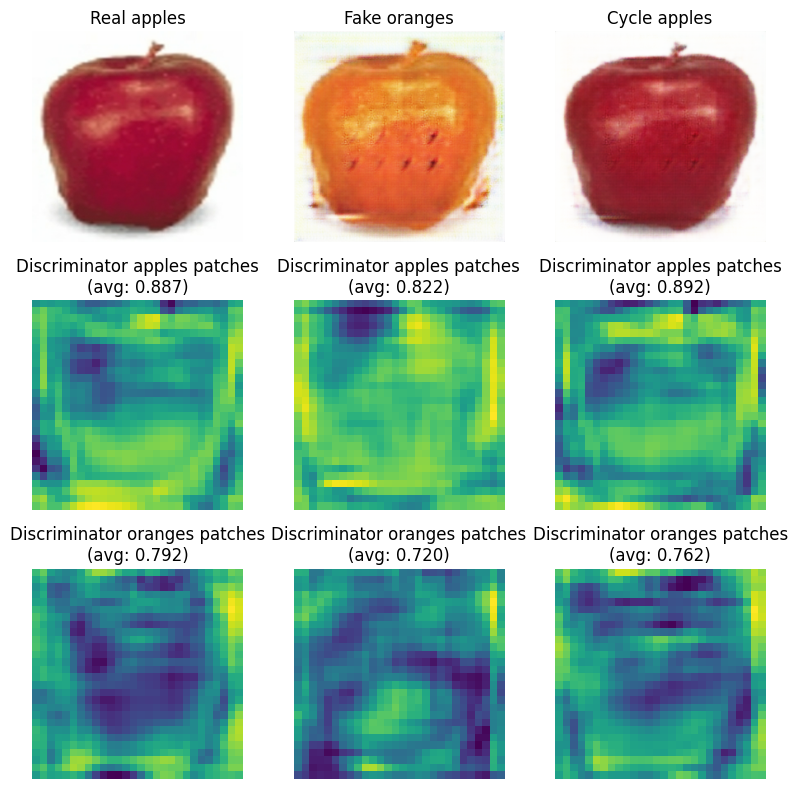 Real apples
Fake oranges
Cycle apples
Discriminator apples patches
(avg: 0.887)
Discriminator apples patches
(avg: 0.822)
Discriminator apples patches
(avg: 0.892)
Discriminator oranges patches
(avg: 0.792)
Discriminator oranges patches
(avg: 0.720)
Discriminator oranges patches
(avg: 0.762)